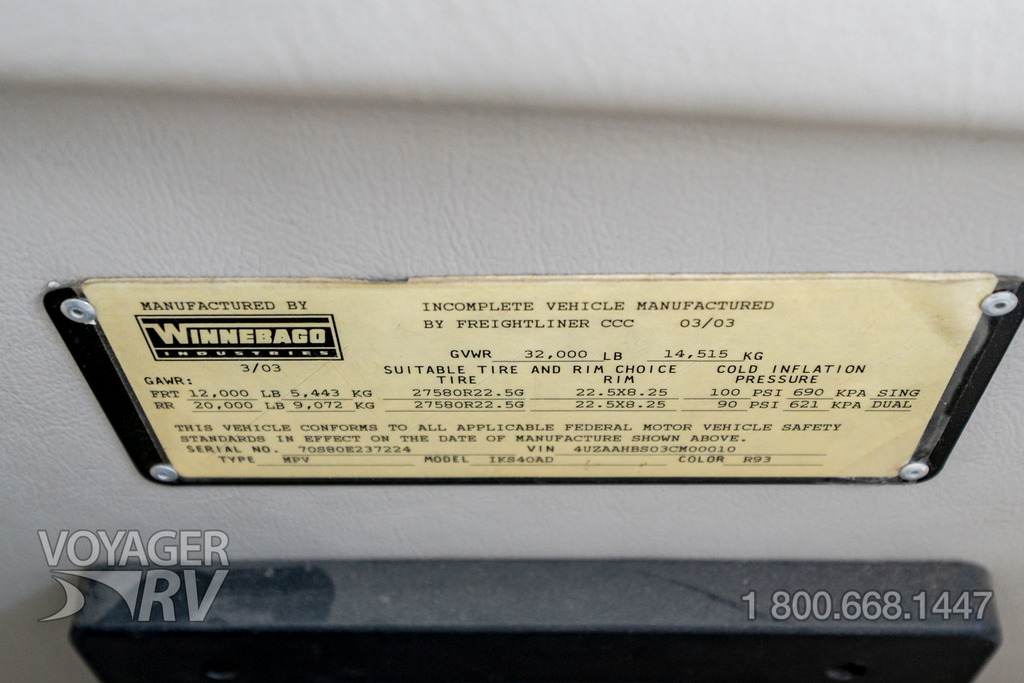 MANUFACTURED BY
WINNEBAGO
INDUSTRIES
3/03
INCOMPLETE VEHICLE MANUFACTURED
BY FREIGHTLINER CCC 03/03
GVWR 32,000 LB 14,515 KG
SUITABLE TIRE AND RIM CHOICE COLD INFLATION
GAWR: TIRE RIM PRESSURE
FRT 12,000 LB 5,443 KG 27580R22.5G 22.5X8.25 100 PSI 690 KPA SING
RR 20,000 LB 9,072 KG 27580R22.5G 22.5X8.25 90 PSI 621 KPA DUAL
THIS VEHICLE CONFORMS TO ALL APPLICABLE FEDERAL MOTOR VEHICLE SAFETY
STANDARDS IN EFFECT ON THE DATE OF MANUFACTURE SHOWN ABOVE.
SERIAL NO. 70S80E237224 VIN 4UZAAHBS03CM00010
TYPE MPV MODEL IKS40AD COLOR R93
VOYAGER
RV
1 800.668.1447